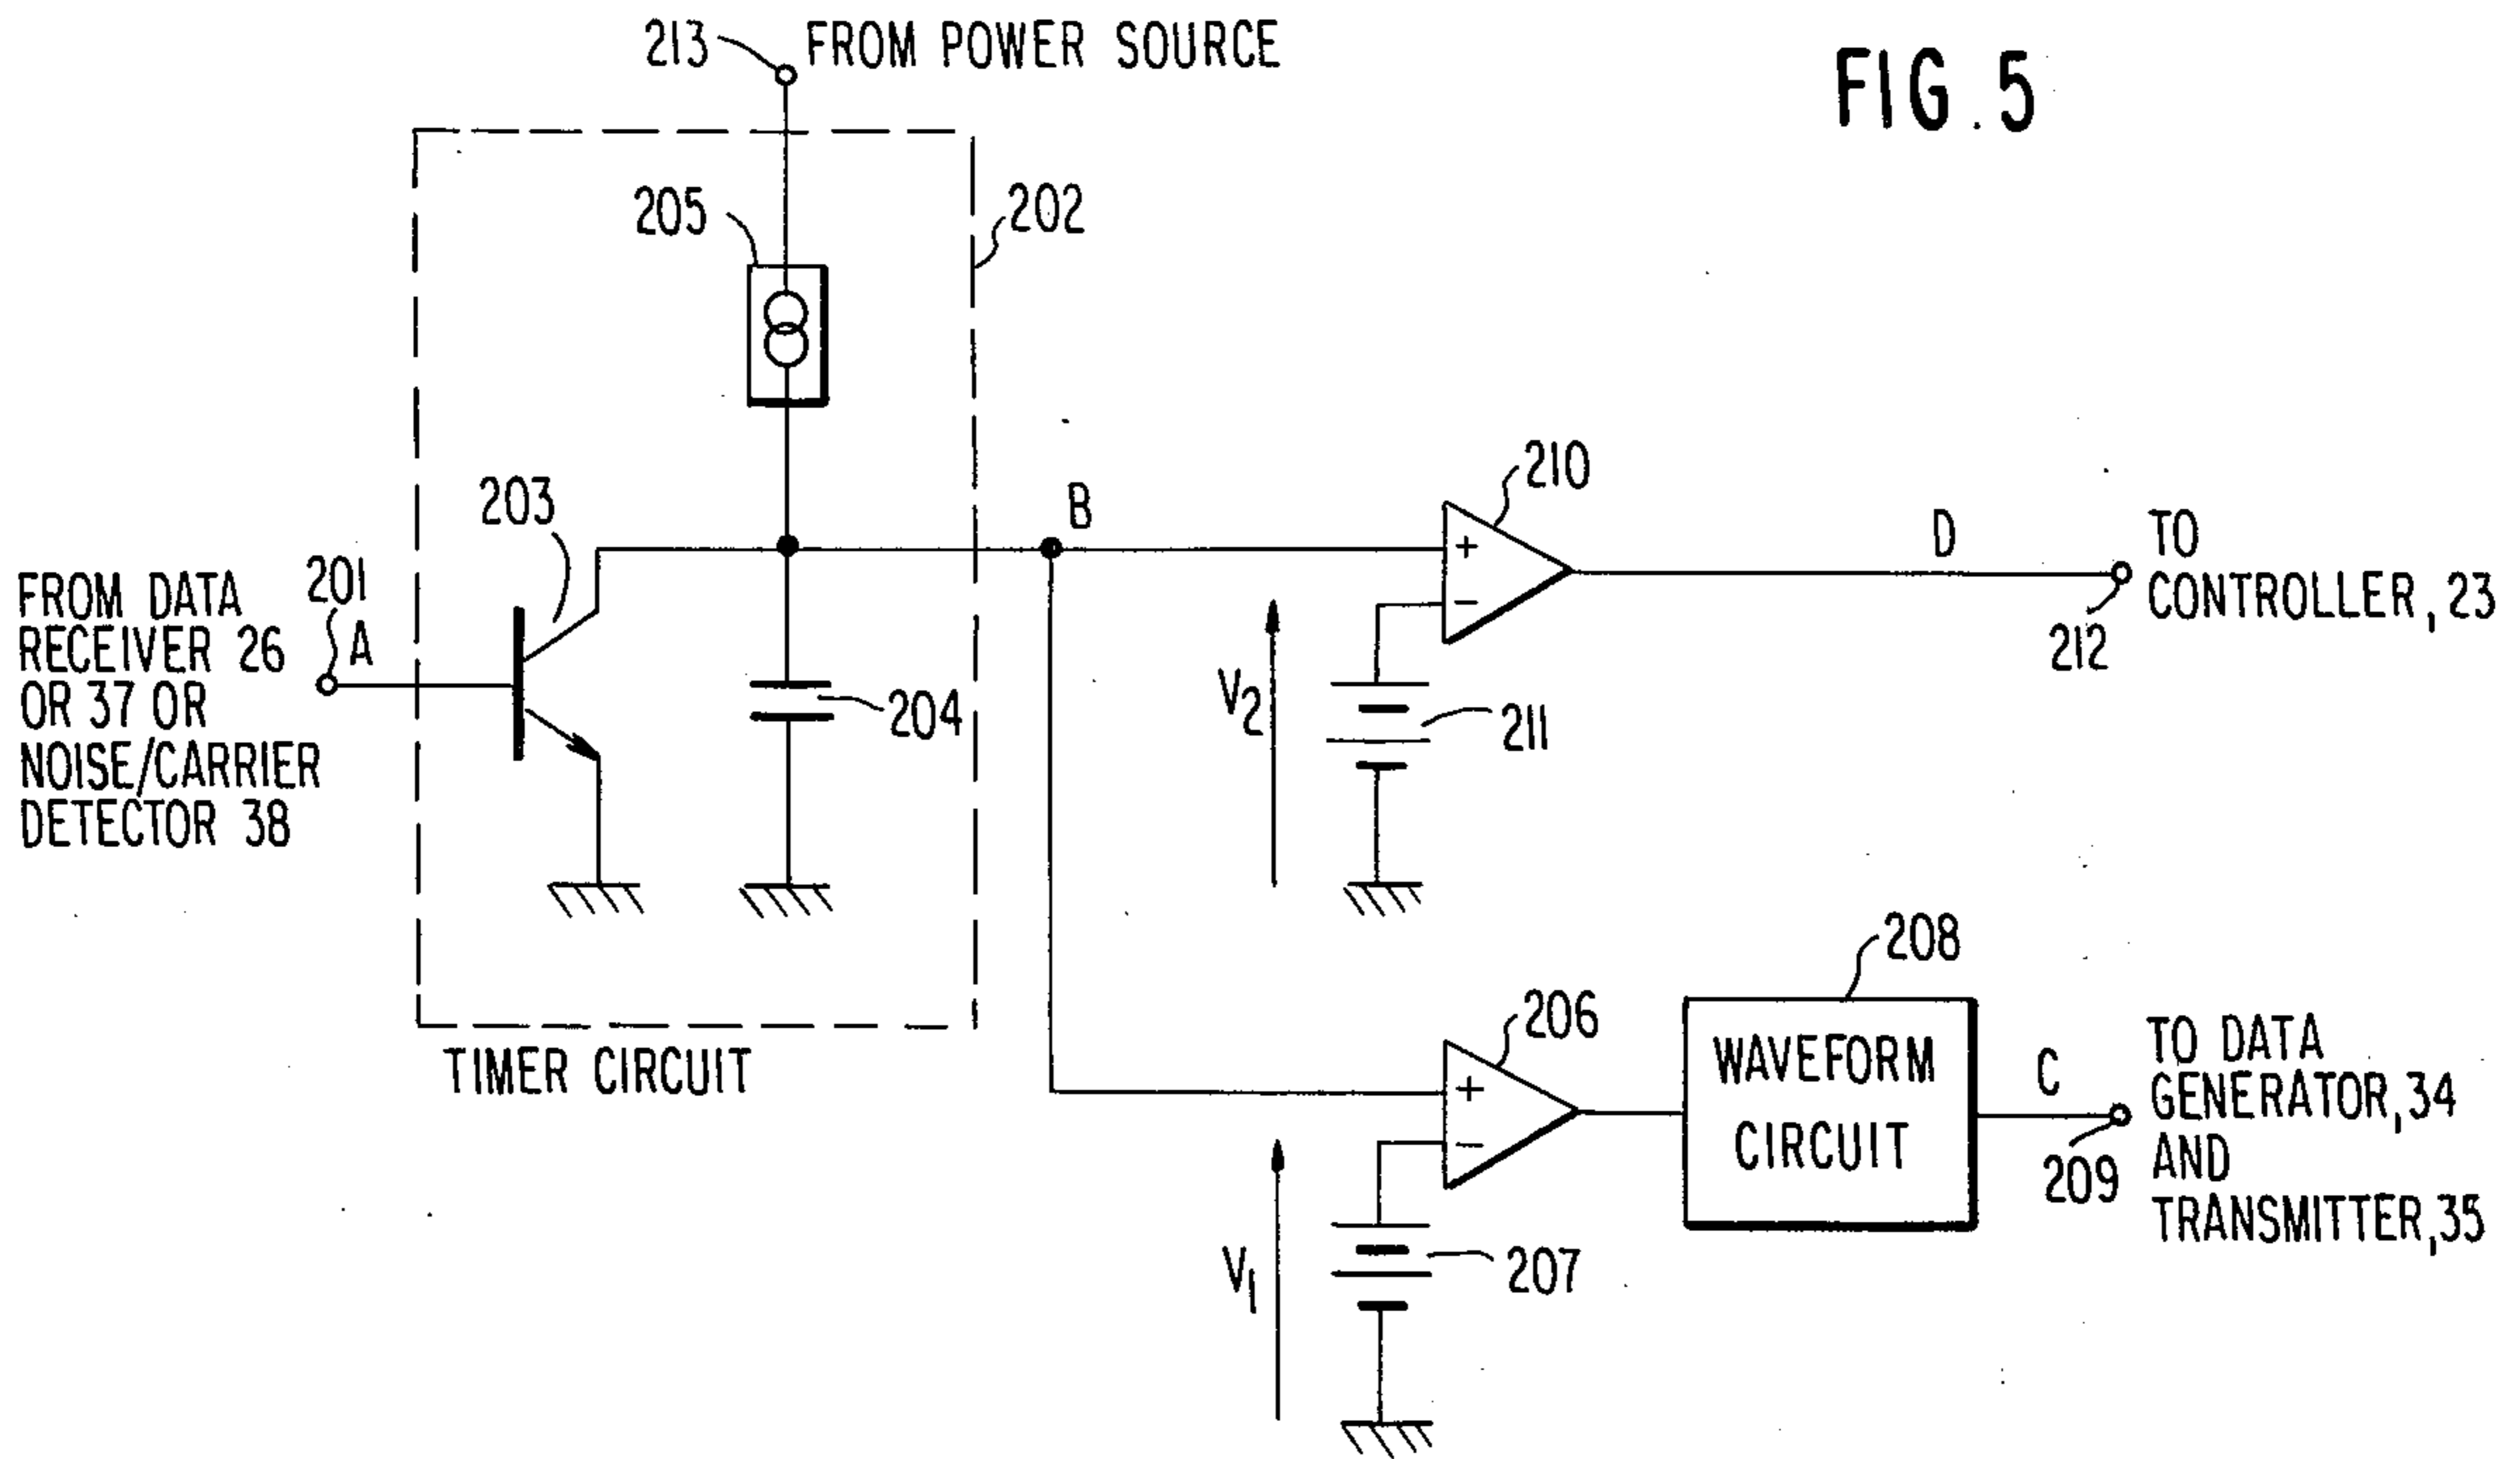 213 FROM POWER SOURCE
FIG. 5
205
202
203
210
B
D
TO
CONTROLLER, 23
212
FROM DATA
RECEIVER 26
OR 37 OR
NOISE/CARRIER
DETECTOR 38
201
A
204
+
−
V2
211
TIMER CIRCUIT
208
206
WAVEFORM
CIRCUIT
C
209
TO DATA
GENERATOR, 34
AND
TRANSMITTER, 35
+
−
V1
207